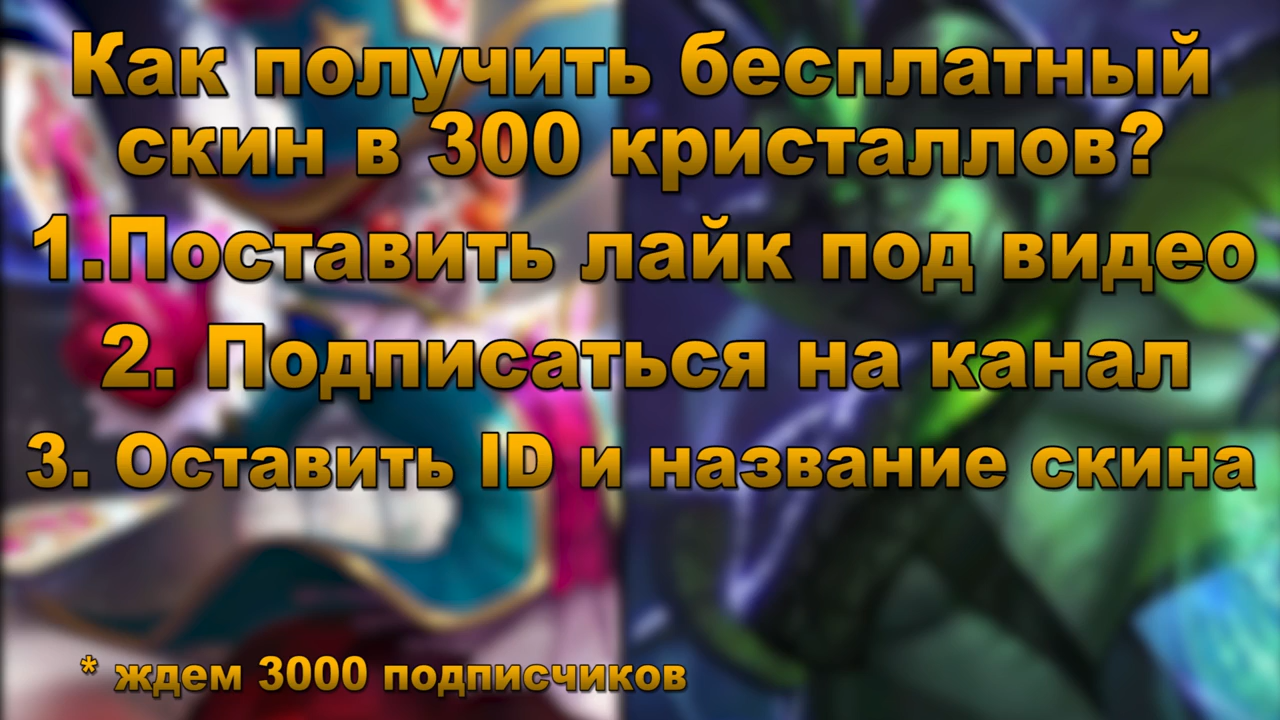 Как получить бесплатный
скин в 300 кристаллов?
1.Поставить лайк под видео
2. Подписаться на канал
3. Оставить ID и название скина
* ждем 3000 подписчиков